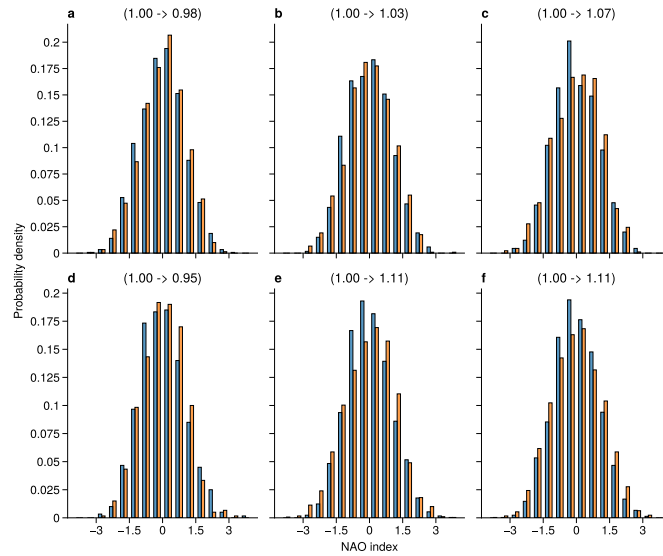 a (1.00 -> 0.98)
b (1.00 -> 1.03)
c (1.00 -> 1.07)
0.2
0.175
0.15
0.125
0.1
0.075
0.05
0.025
0
Probability density
d (1.00 -> 0.95)
e (1.00 -> 1.11)
f (1.00 -> 1.11)
0.2
0.175
0.15
0.125
0.1
0.075
0.05
0.025
0
−3 −1.5 0 1.5 3
−3 −1.5 0 1.5 3
−3 −1.5 0 1.5 3
NAO index